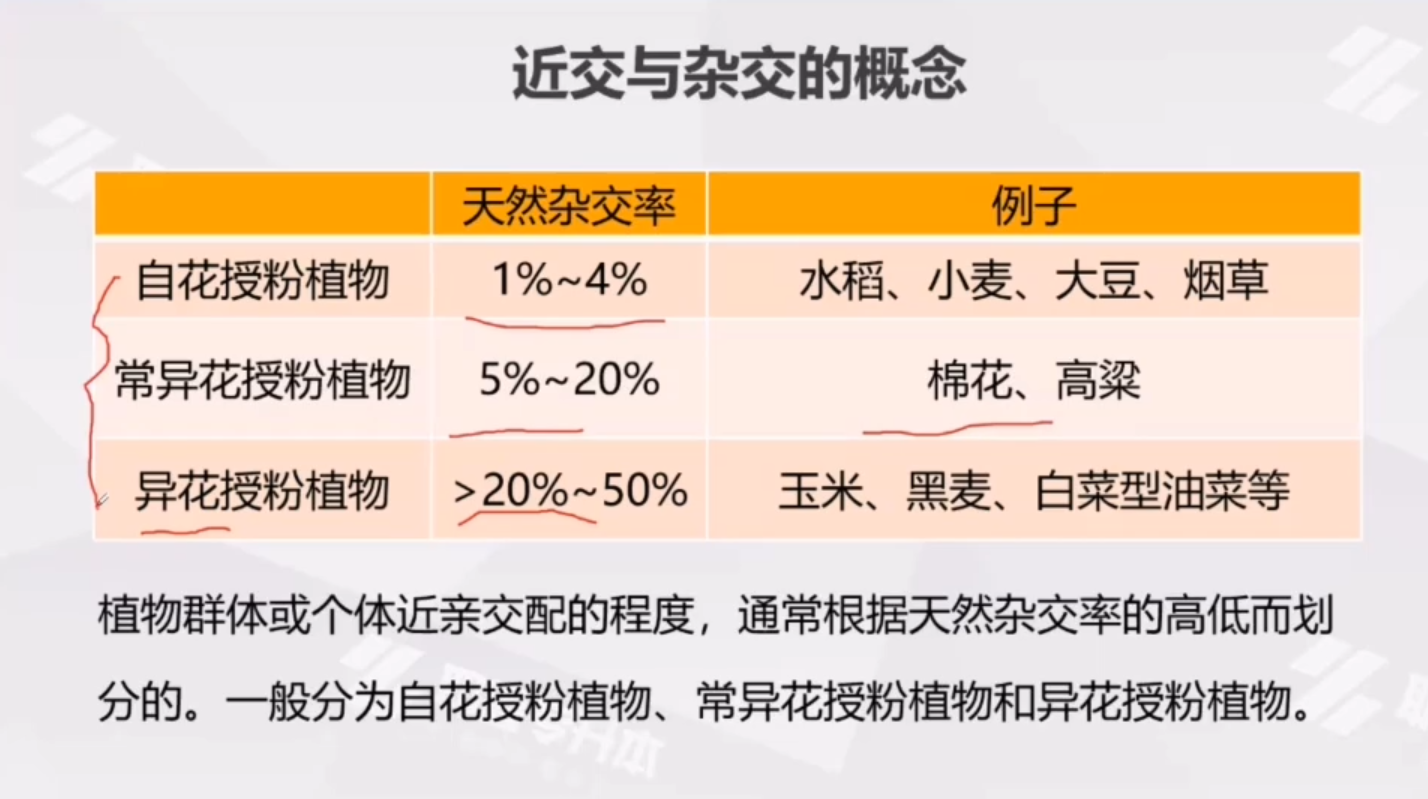 近交与杂交的概念
天然杂交率 例子
自花授粉植物 1%~4% 水稻、小麦、大豆、烟草
常异花授粉植物 5%~20% 棉花、高粱
异花授粉植物 >20%~50% 玉米、黑麦、白菜型油菜等
植物群体或个体近亲交配的程度，通常根据天然杂交率的高低而划
分的。一般分为自花授粉植物、常异花授粉植物和异花授粉植物。